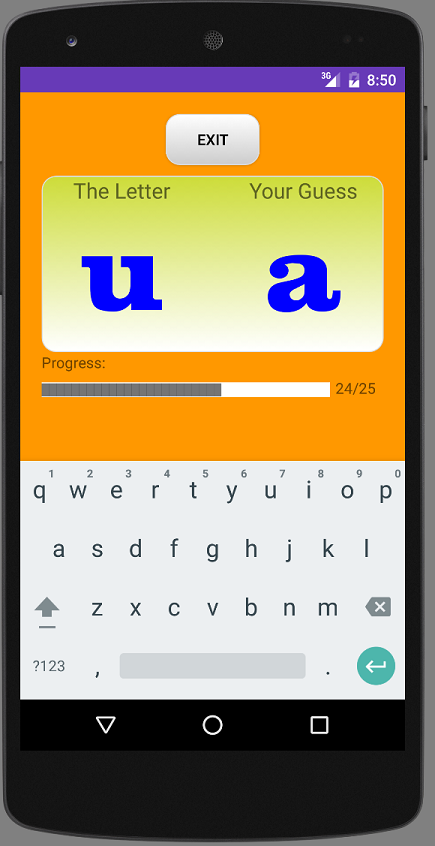 3G 8:50
EXIT
The Letter Your Guess
u a
Progress:
24/25
1 2 3 4 5 6 7 8 9 0
q w e r t y u i o p
a s d f g h j k l
z x c v b n m
?123 , .